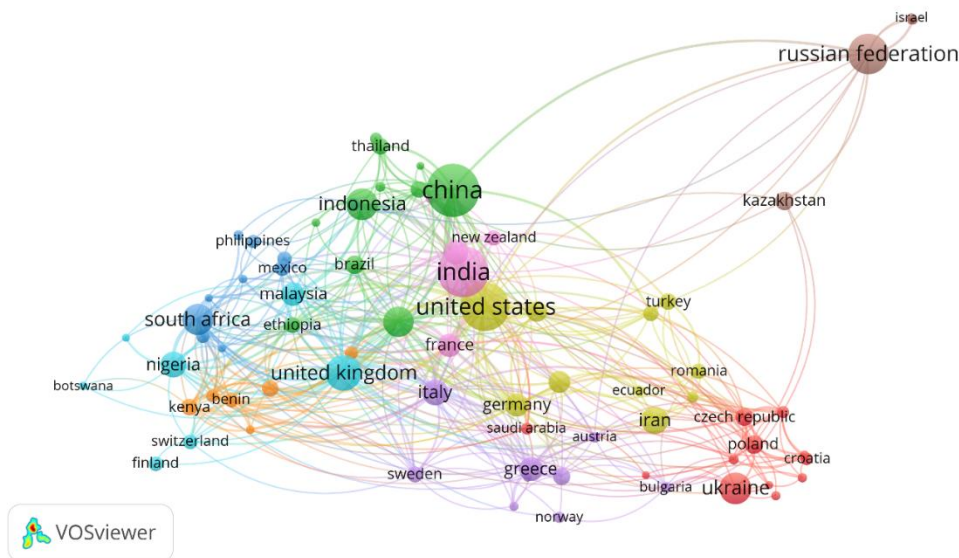 israel
russian federation
thailand
china
indonesia
kazakhstan
philippines
new zealand
mexico
brazil
india
malaysia
turkey
united states
south africa
ethiopia
france
nigeria
united kingdom
romania
botswana
italy
ecuador
kenya
benin
germany
iran
czech republic
saudi arabia
austria
switzerland
poland
finland
croatia
sweden
greece
bulgaria
ukraine
norway
VOSviewer